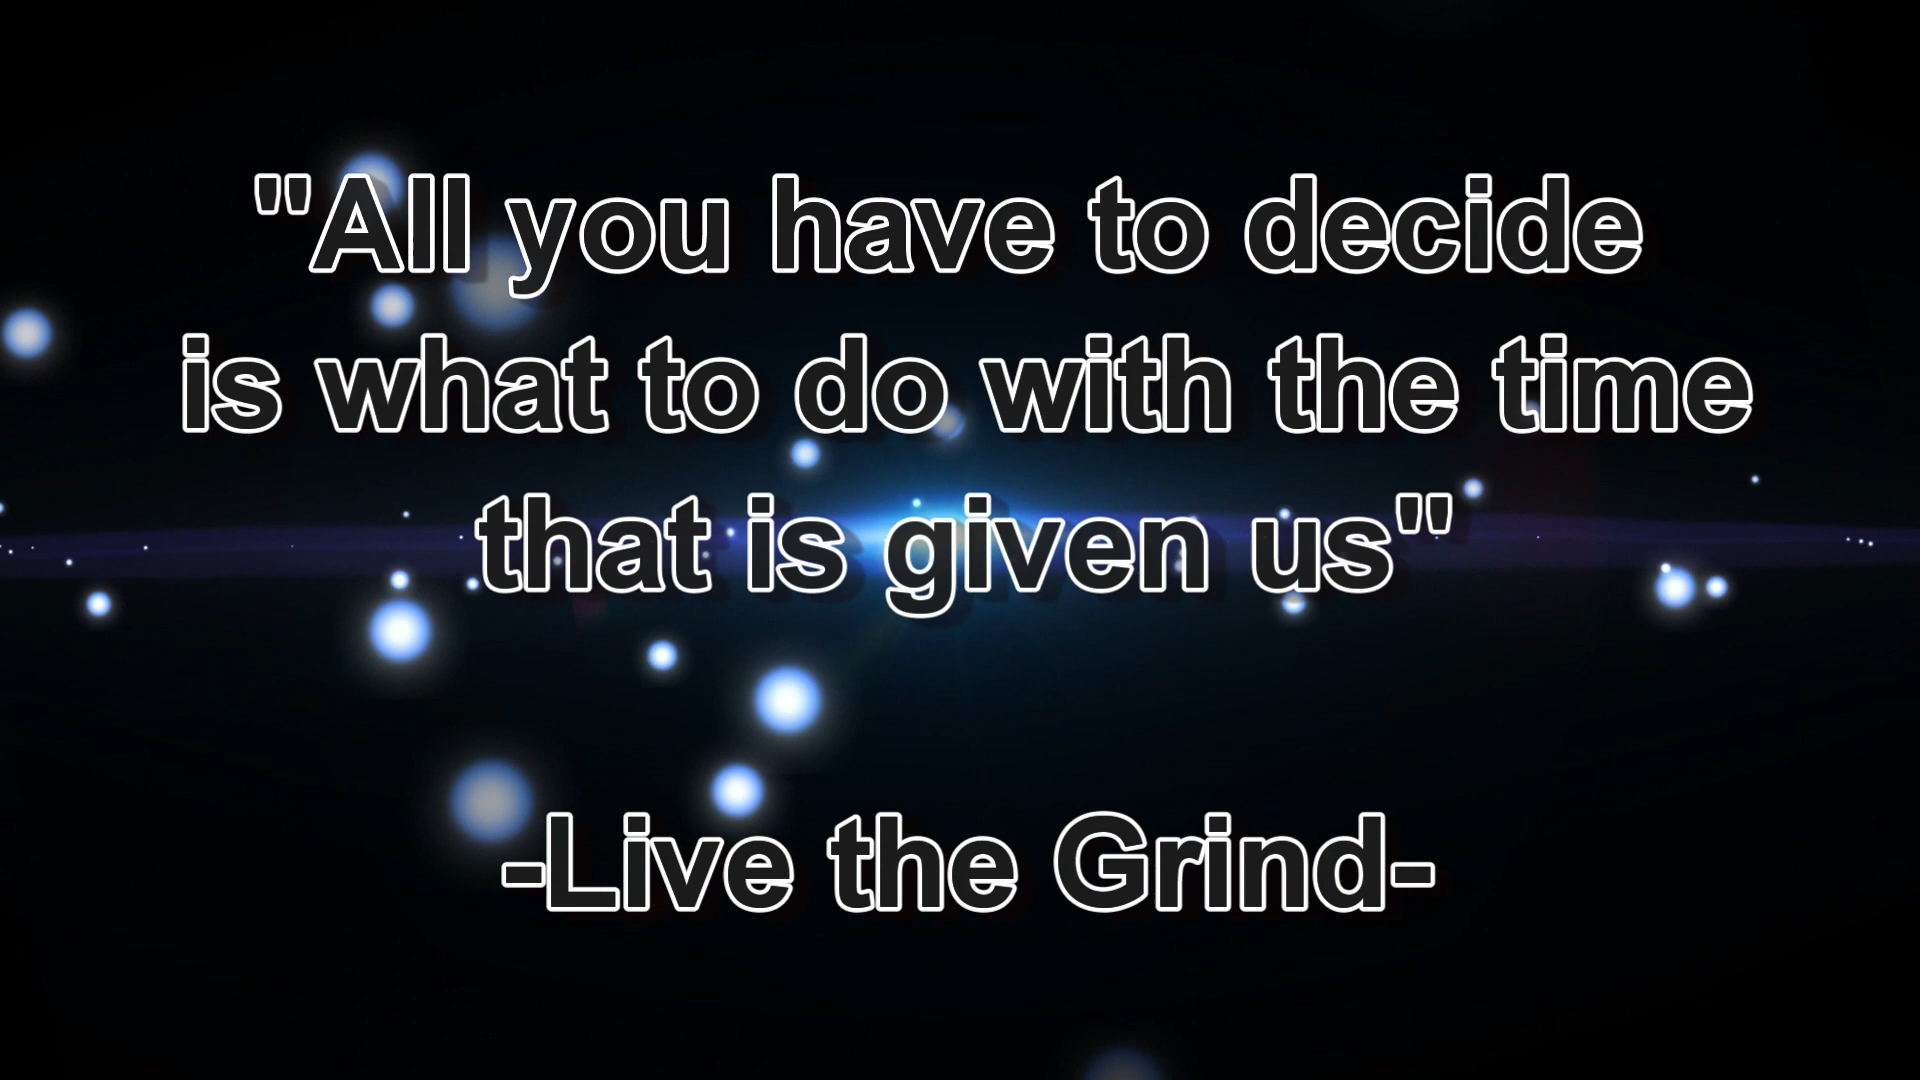 "All you have to decide
is what to do with the time
that is given us"
-Live the Grind-